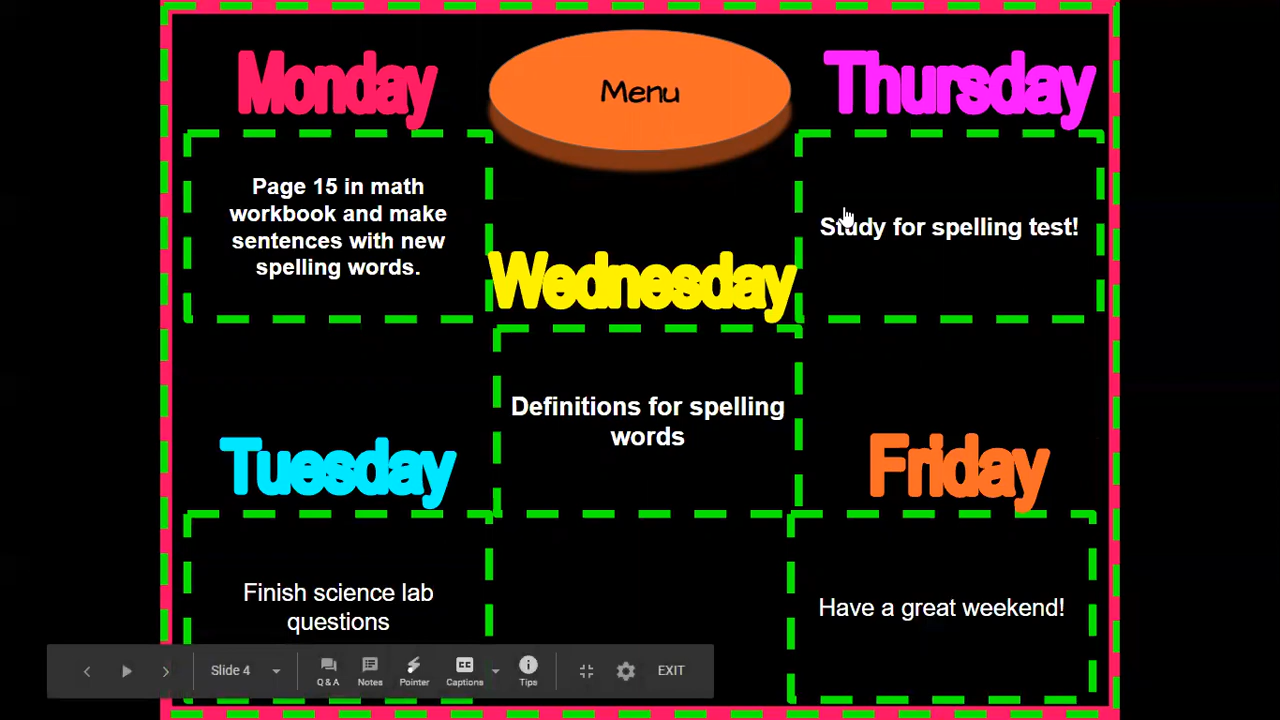 Monday
Menu
Thursday
Page 15 in math
workbook and make
sentences with new
spelling words.
Study for spelling test!
Wednesday
Definitions for spelling
words
Tuesday
Friday
Finish science lab
questions
Have a great weekend!
Slide 4
Q & A
Notes
Pointer
CC
Captions
Tips
EXIT